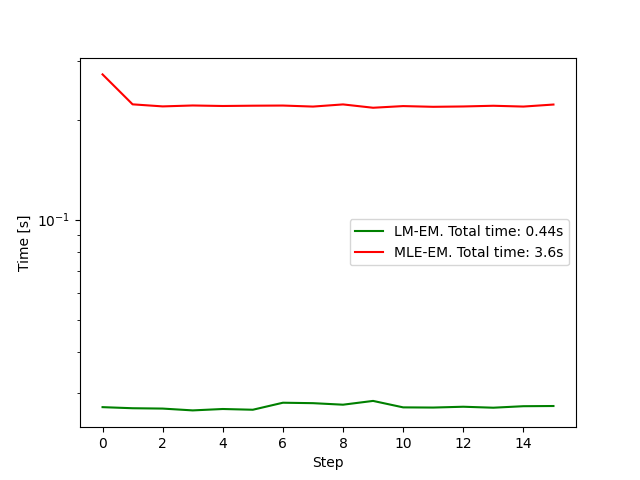 Time [s]
10⁻¹
LM-EM. Total time: 0.44s
MLE-EM. Total time: 3.6s
0 2 4 6 8 10 12 14
Step